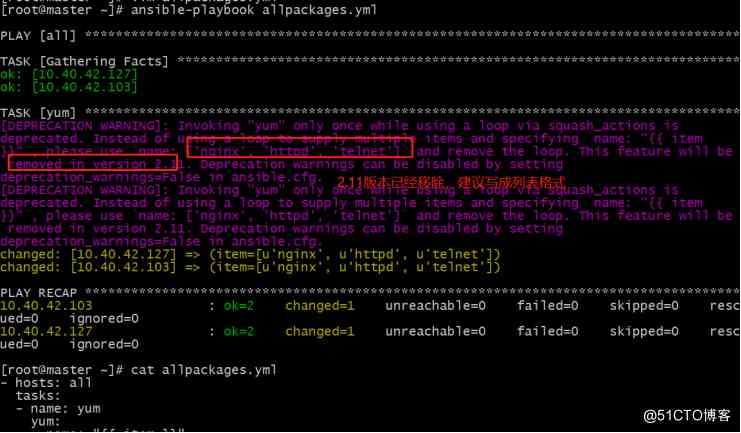 [root@master ~]# ansible-playbook allpackages.yml
PLAY [all] ****************************************************************************
TASK [Gathering Facts] ****************************************************************
ok: [10.40.42.127]
ok: [10.40.42.103]
TASK [yum] ****************************************************************************
[DEPRECATION WARNING]: Invoking "yum" only once while using a loop via squash_actions is
deprecated. Instead of using a loop to supply multiple items and specifying `name: "{{ item
}}"`, please use `name: ['nginx', 'httpd', 'telnet']` and remove the loop. This feature will be
removed in version 2.11. Deprecation warnings can be disabled by setting
deprecation_warnings=False in ansible.cfg.
2.11版本已经移除，建议写成列表格式
[DEPRECATION WARNING]: Invoking "yum" only once while using a loop via squash_actions is
deprecated. Instead of using a loop to supply multiple items and specifying `name: "{{ item
}}"`, please use `name: ['nginx', 'httpd', 'telnet']` and remove the loop. This feature will be
removed in version 2.11. Deprecation warnings can be disabled by setting
deprecation_warnings=False in ansible.cfg.
changed: [10.40.42.127] => (item=[u'nginx', u'httpd', u'telnet'])
changed: [10.40.42.103] => (item=[u'nginx', u'httpd', u'telnet'])
PLAY RECAP ****************************************************************************
10.40.42.103 : ok=2 changed=1 unreachable=0 failed=0 skipped=0 resc
ued=0 ignored=0
10.40.42.127 : ok=2 changed=1 unreachable=0 failed=0 skipped=0 resc
ued=0 ignored=0
[root@master ~]# cat allpackages.yml
- hosts: all
tasks:
- name: yum
yum:
@51CTO博客